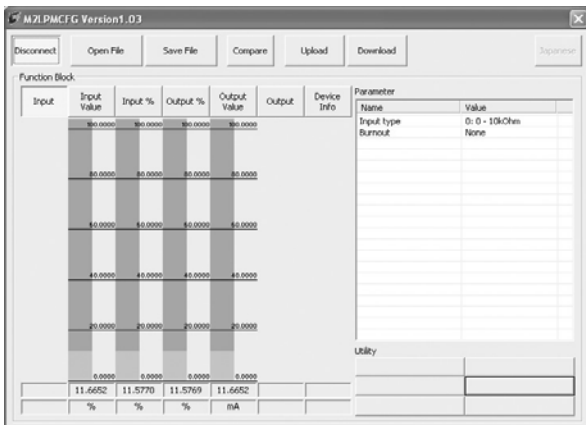 M2LPMCFG Version1.03
Disconnect Open File Save File Compare Upload Download Japanese
Function Block
Input Input Value Input % Output % Output Value Output Device Info
Parameter
Name Value
Input type 0: 0 - 10kOhm
Burnout None
100.0000 100.0000 100.0000 100.0000
80.0000 80.0000 80.0000 80.0000
60.0000 60.0000 60.0000 60.0000
40.0000 40.0000 40.0000 40.0000
20.0000 20.0000 20.0000 20.0000
0.0000 0.0000 0.0000 0.0000
Utility
11.6652 11.5770 11.5769 11.6652
% % % mA